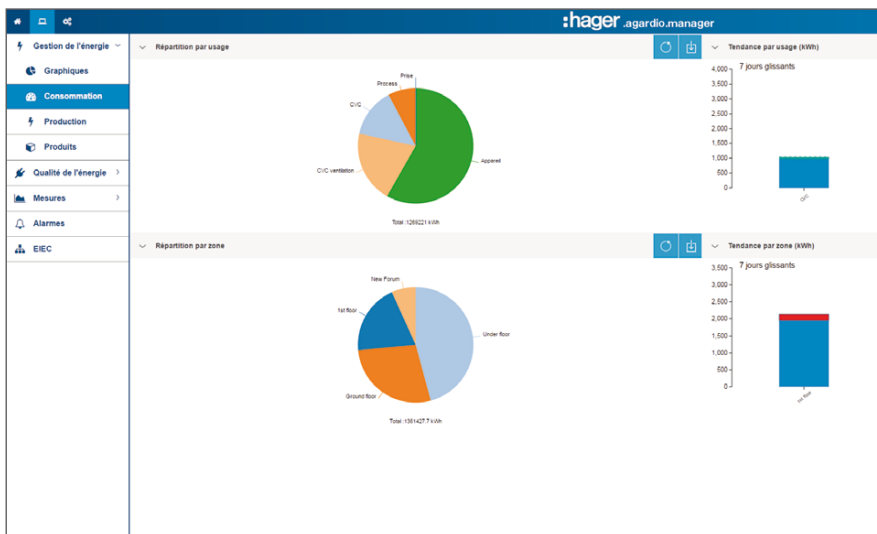 :hager .agardio.manager
Gestion de l'énergie
Graphiques
Consommation
Production
Produits
Qualité de l'énergie
Mesures
Alarmes
EIEC
Répartition par usage
Prise
Process
CVC
CVC ventilation
Appareil
Total :1269221 kWh
Tendance par usage (kWh)
7 jours glissants
4,000
3,500
3,000
2,500
2,000
1,500
1,000
500
0
CVC
Répartition par zone
New Forum
1st floor
Under floor
Ground floor
Total :1361427.7 kWh
Tendance par zone (kWh)
7 jours glissants
3,500
3,000
2,500
2,000
1,500
1,000
500
0
1st floor